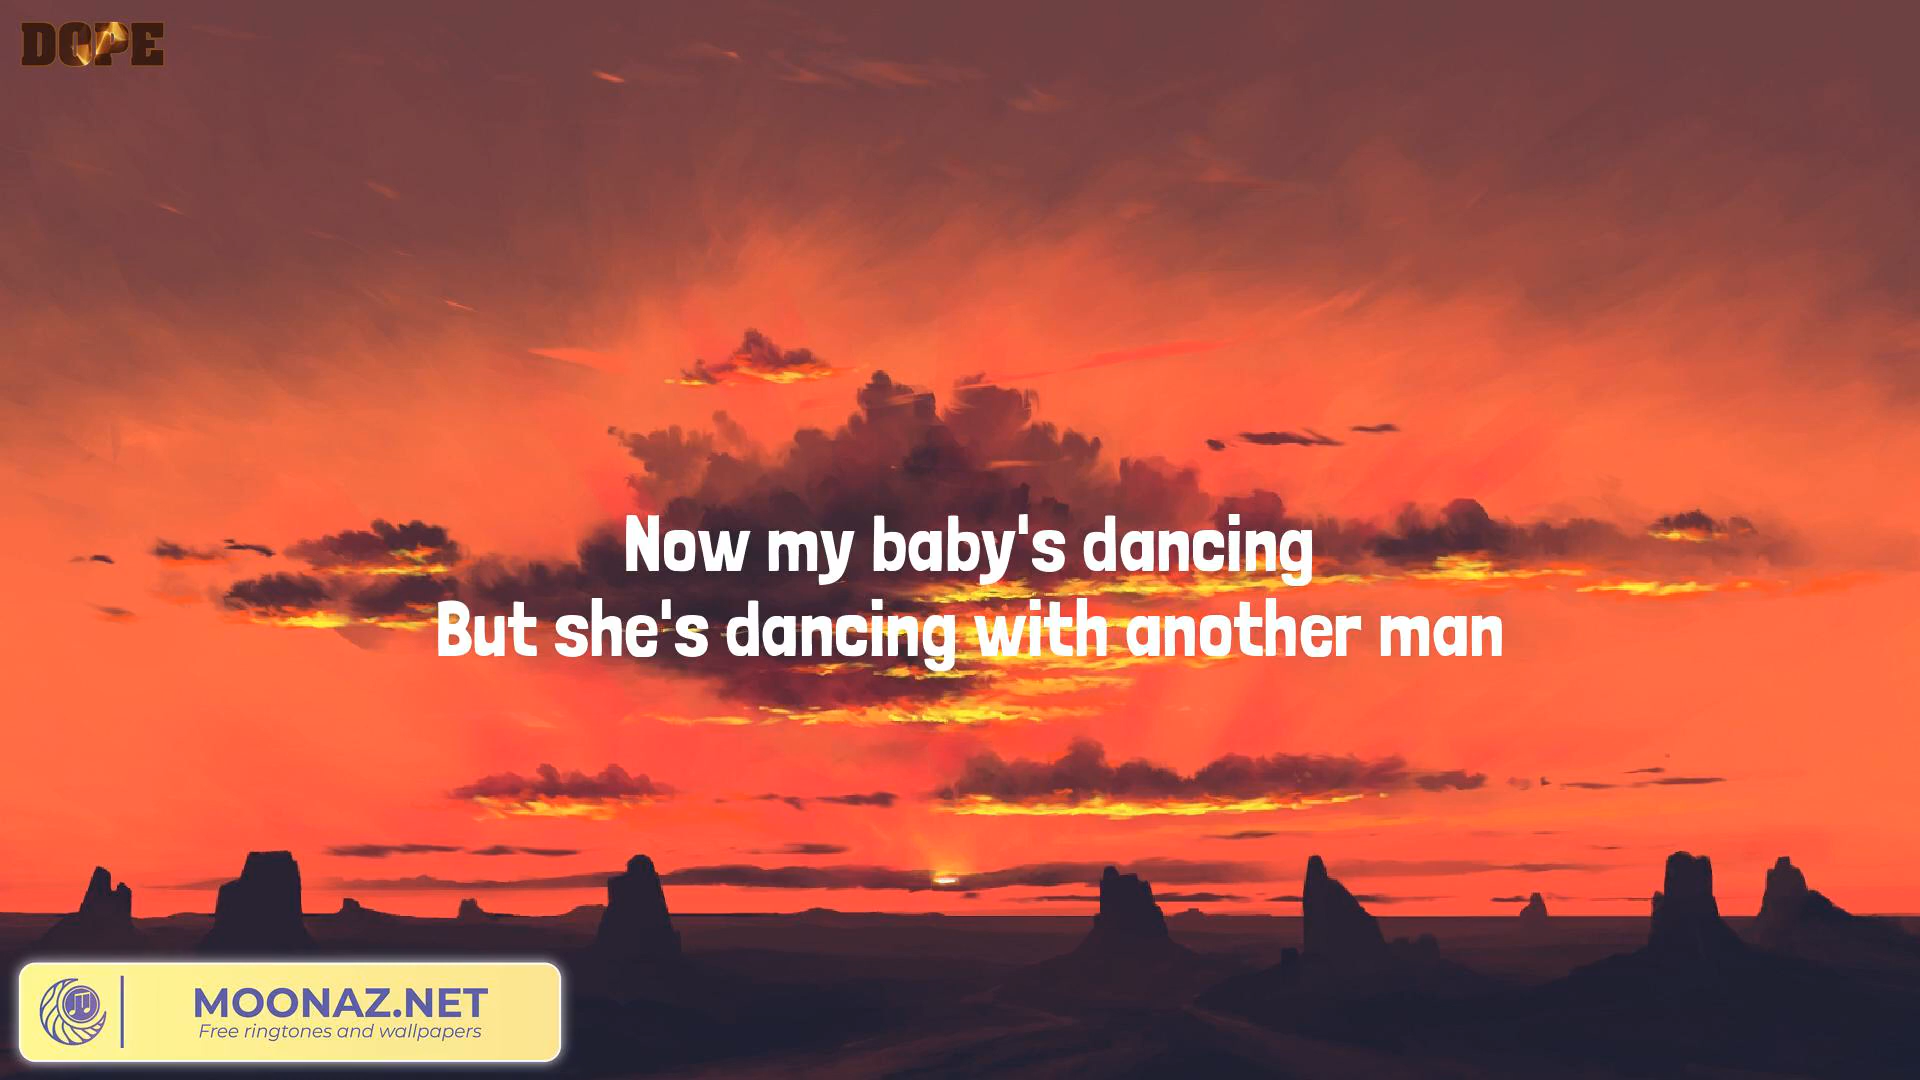 DOPE
Now my baby's dancing
But she's dancing with another man
MOONAZ.NET
Free ringtones and wallpapers